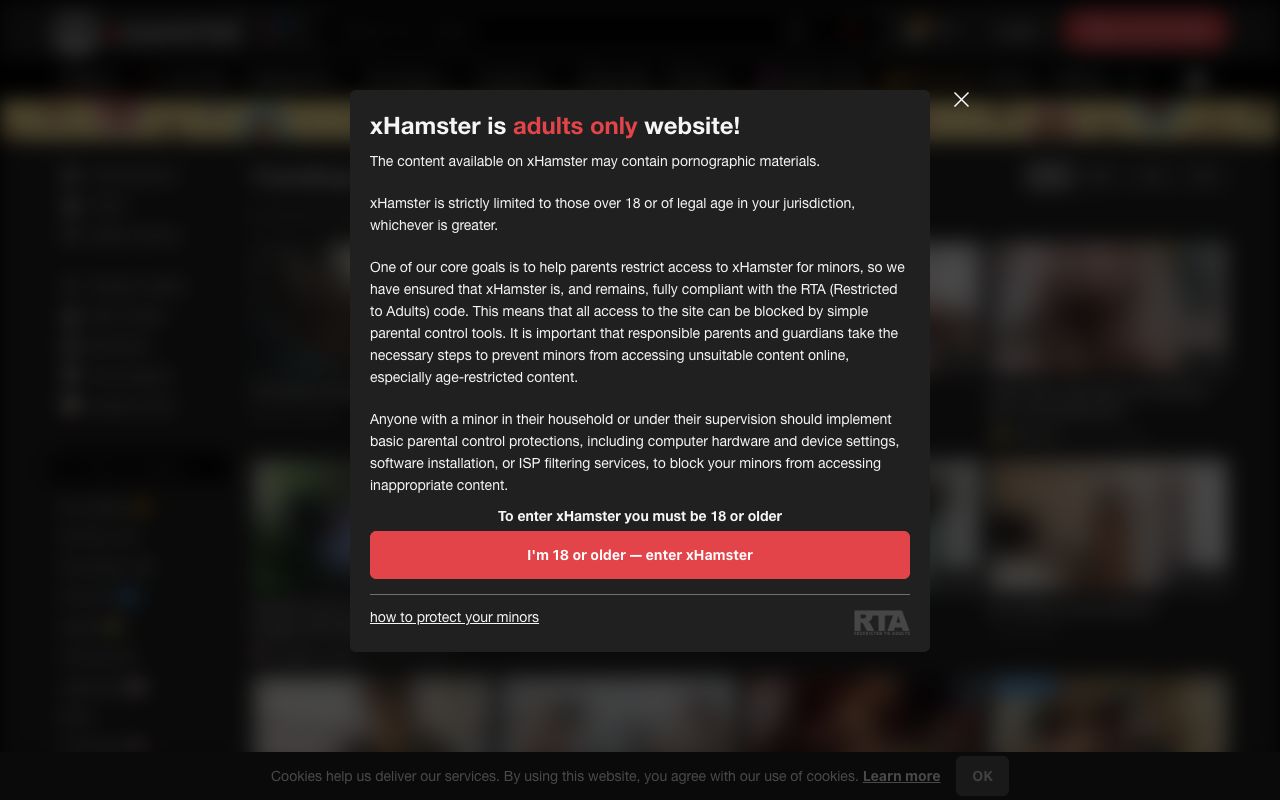 xHamster is adults only website!
The content available on xHamster may contain pornographic materials.
xHamster is strictly limited to those over 18 or of legal age in your jurisdiction,
whichever is greater.
One of our core goals is to help parents restrict access to xHamster for minors, so we
have ensured that xHamster is, and remains, fully compliant with the RTA (Restricted
to Adults) code. This means that all access to the site can be blocked by simple
parental control tools. It is important that responsible parents and guardians take the
necessary steps to prevent minors from accessing unsuitable content online,
especially age-restricted content.
Anyone with a minor in their household or under their supervision should implement
basic parental control protections, including computer hardware and device settings,
software installation, or ISP filtering services, to block your minors from accessing
inappropriate content.
To enter xHamster you must be 18 or older
I'm 18 or older — enter xHamster
how to protect your minors
RTA
RESTRICTED TO ADULTS
Cookies help us deliver our services. By using this website, you agree with our use of cookies. Learn more
OK